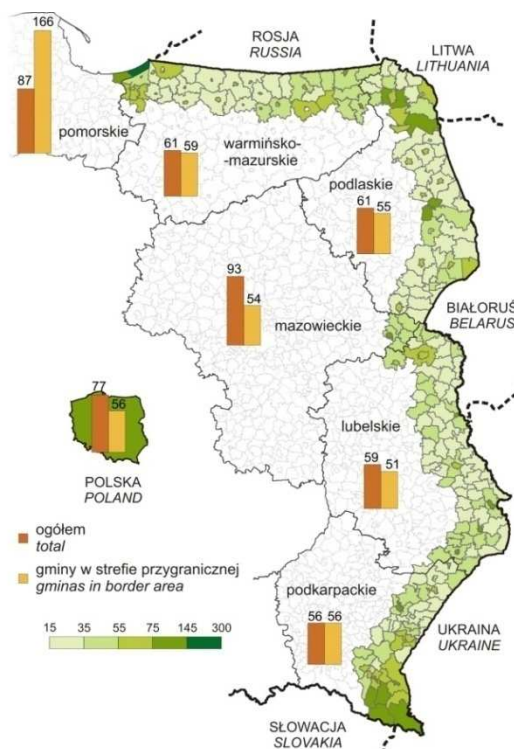 166
ROSJA
RUSSIA
LITWA
LITHUANIA
87
pomorskie
warmińsko-
-mazurskie
61 59
podlaskie
61 55
93
54
mazowieckie
BIAŁORUŚ
BELARUS
77
56
POLSKA
POLAND
lubelskie
59 51
ogółem
total
gminy w strefie przygranicznej
gminas in border area
podkarpackie
56 56
15 35 55 75 145 300
UKRAINA
UKRAINE
SŁOWACJA
SLOVAKIA